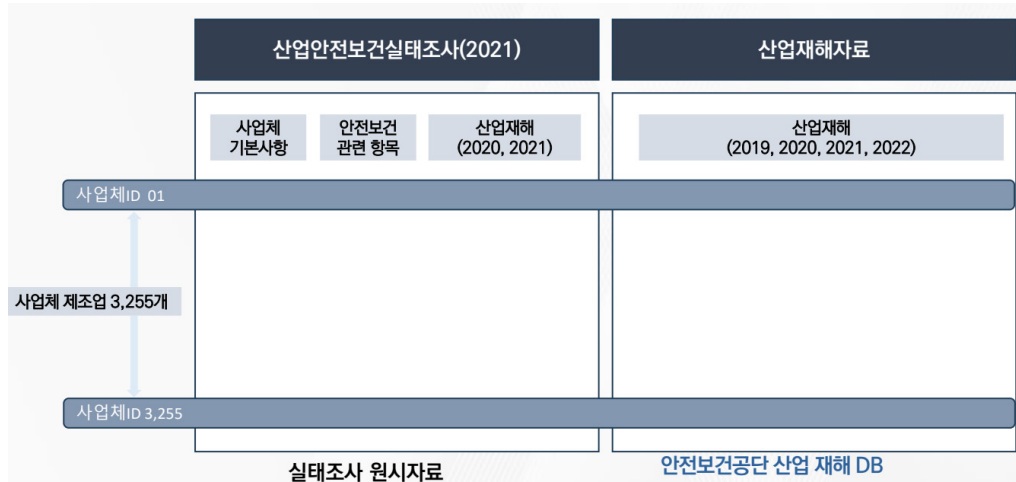 산업안전보건실태조사(2021)
산업재해자료
사업체
기본사항
안전보건
관련 항목
산업재해
(2020, 2021)
산업재해
(2019, 2020, 2021, 2022)
사업체ID 01
사업체 제조업 3,255개
사업체ID 3,255
실태조사 원시자료
안전보건공단 산업 재해 DB